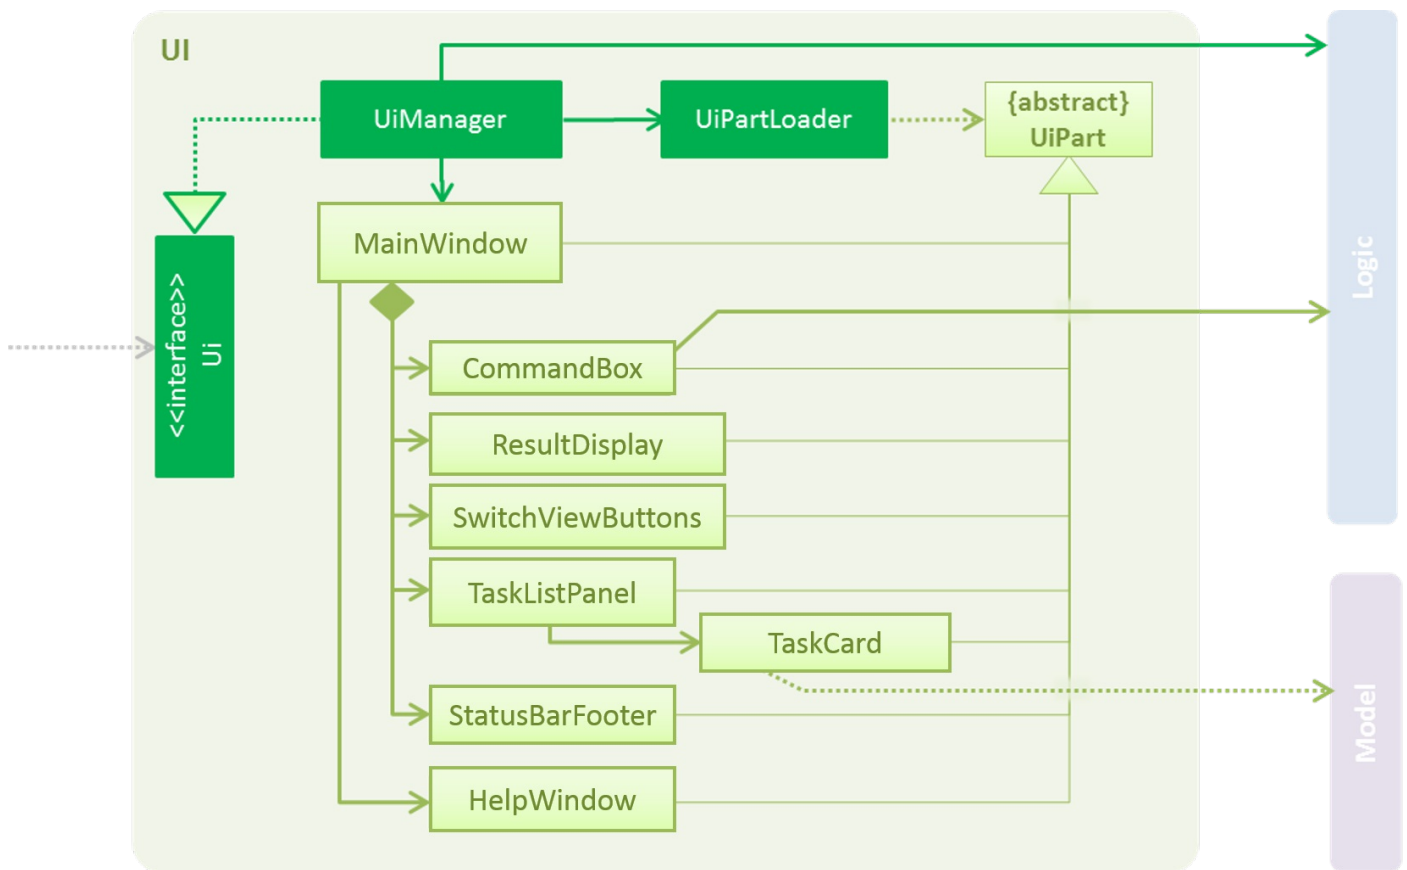 UI
UiManager
UiPartLoader
{abstract}
UiPart
MainWindow
<<interface>>
Ui
Logic
CommandBox
ResultDisplay
SwitchViewButtons
TaskListPanel
TaskCard
StatusBarFooter
Model
HelpWindow